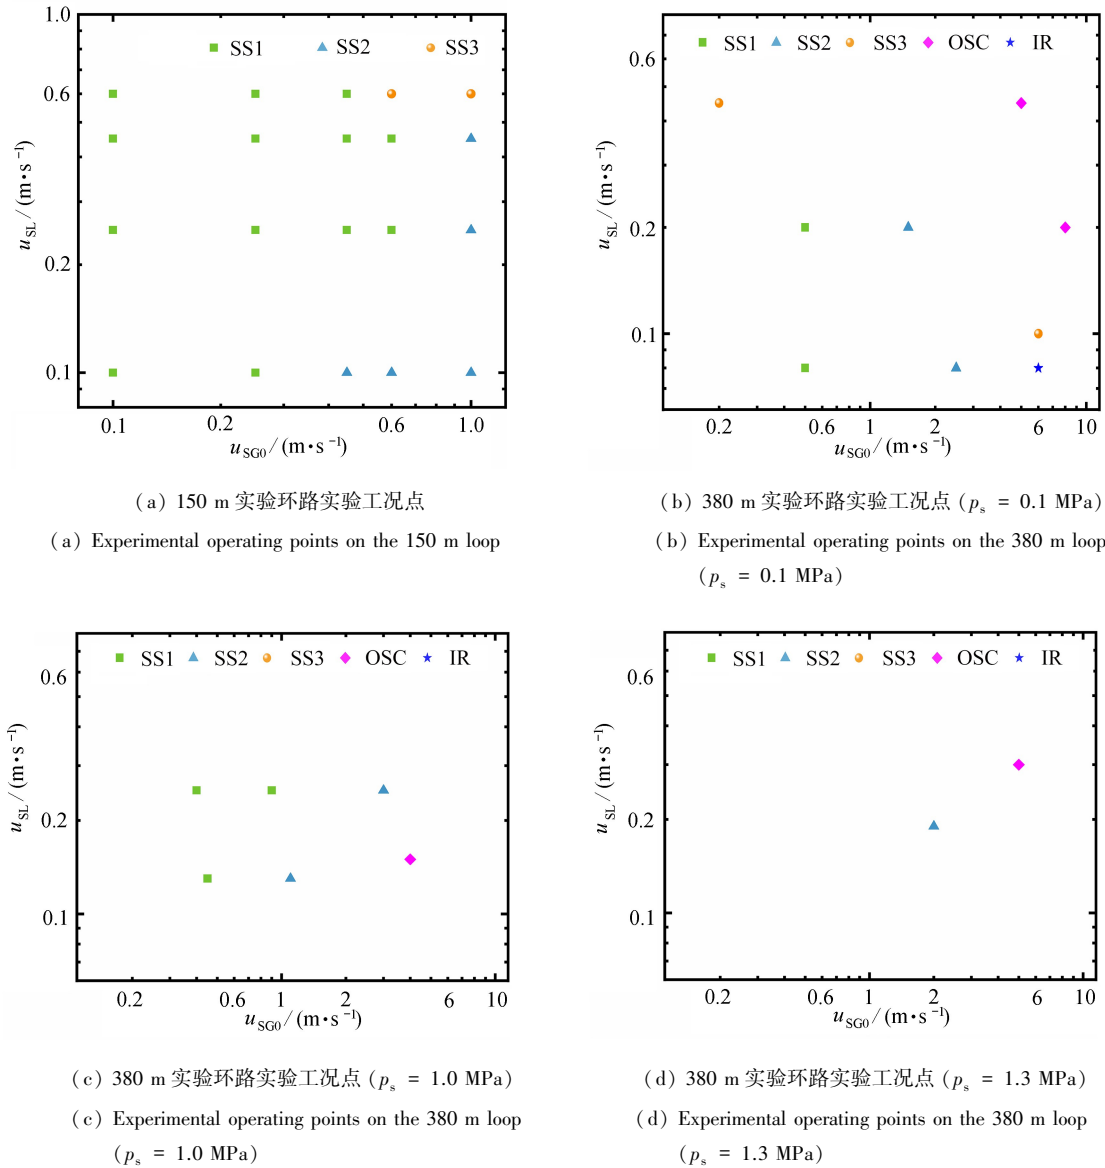 SS1 SS2 SS3
1.0
0.6
0.2
0.1
u_SL / (m·s⁻¹)
0.1 0.2 0.6 1.0
u_SG0 / (m·s⁻¹)
(a) 150 m 实验环路实验工况点
(a) Experimental operating points on the 150 m loop
SS1 SS2 SS3 OSC IR
0.6
0.2
0.1
u_SL / (m·s⁻¹)
0.2 0.6 1 2 6 10
u_SG0 / (m·s⁻¹)
(b) 380 m 实验环路实验工况点 (p_s = 0.1 MPa)
(b) Experimental operating points on the 380 m loop
(p_s = 0.1 MPa)
SS1 SS2 SS3 OSC IR
0.6
0.2
0.1
u_SL / (m·s⁻¹)
0.2 0.6 1 2 6 10
u_SG0 / (m·s⁻¹)
(c) 380 m 实验环路实验工况点 (p_s = 1.0 MPa)
(c) Experimental operating points on the 380 m loop
(p_s = 1.0 MPa)
SS1 SS2 SS3 OSC IR
0.6
0.2
0.1
u_SL / (m·s⁻¹)
0.2 0.6 1 2 6 10
u_SG0 / (m·s⁻¹)
(d) 380 m 实验环路实验工况点 (p_s = 1.3 MPa)
(d) Experimental operating points on the 380 m loop
(p_s = 1.3 MPa)